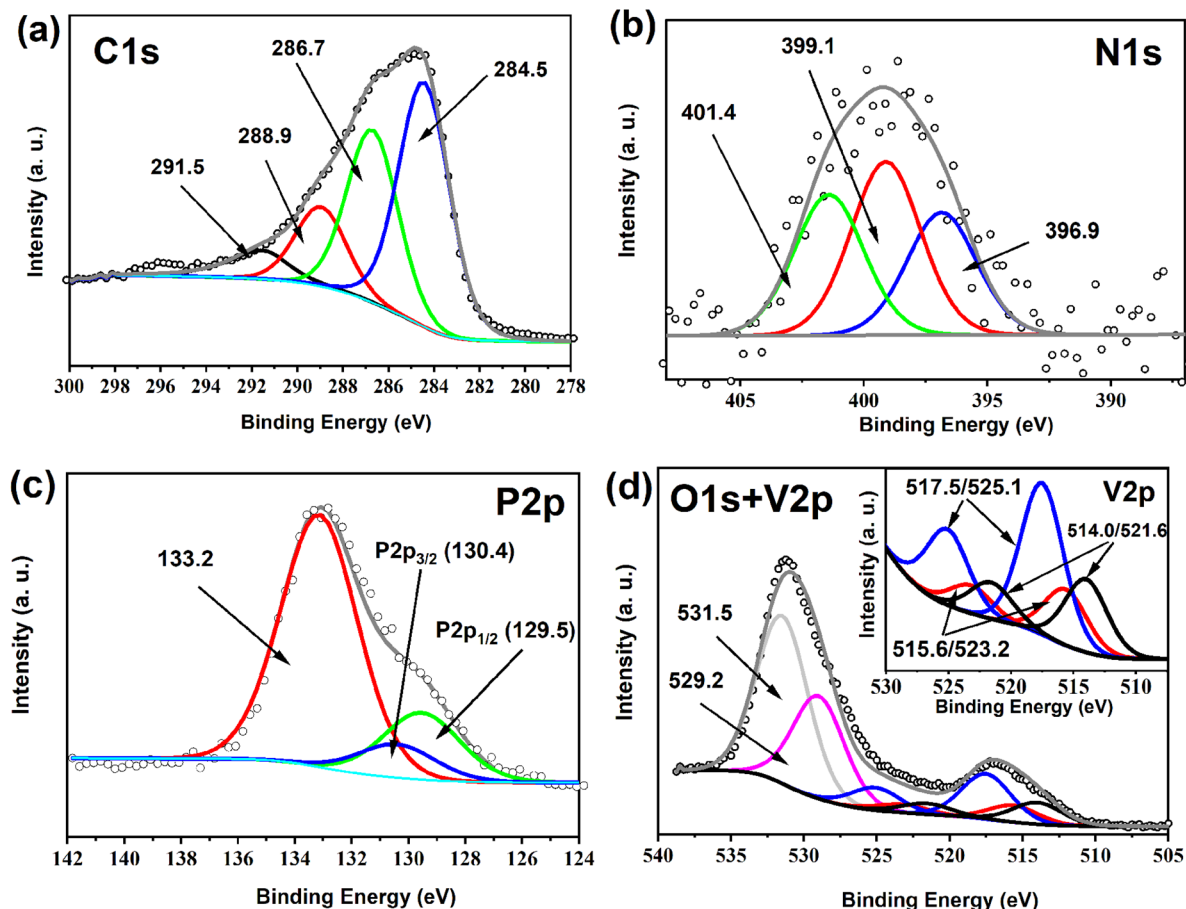 (a)
C1s
286.7
284.5
288.9
291.5
Intensity (a. u.)
300 298 296 294 292 290 288 286 284 282 280 278
Binding Energy (eV)
(b)
N1s
399.1
401.4
396.9
Intensity (a. u.)
405 400 395 390
Binding Energy (eV)
(c)
P2p
133.2
P2p3/2 (130.4)
P2p1/2 (129.5)
Intensity (a. u.)
142 140 138 136 134 132 130 128 126 124
Binding Energy (eV)
(d)
O1s+V2p
531.5
529.2
Intensity (a. u.)
540 535 530 525 520 515 510 505
Binding Energy (eV)
V2p
517.5/525.1
514.0/521.6
515.6/523.2
Intensity (a. u.)
530 525 520 515 510
Binding Energy (eV)